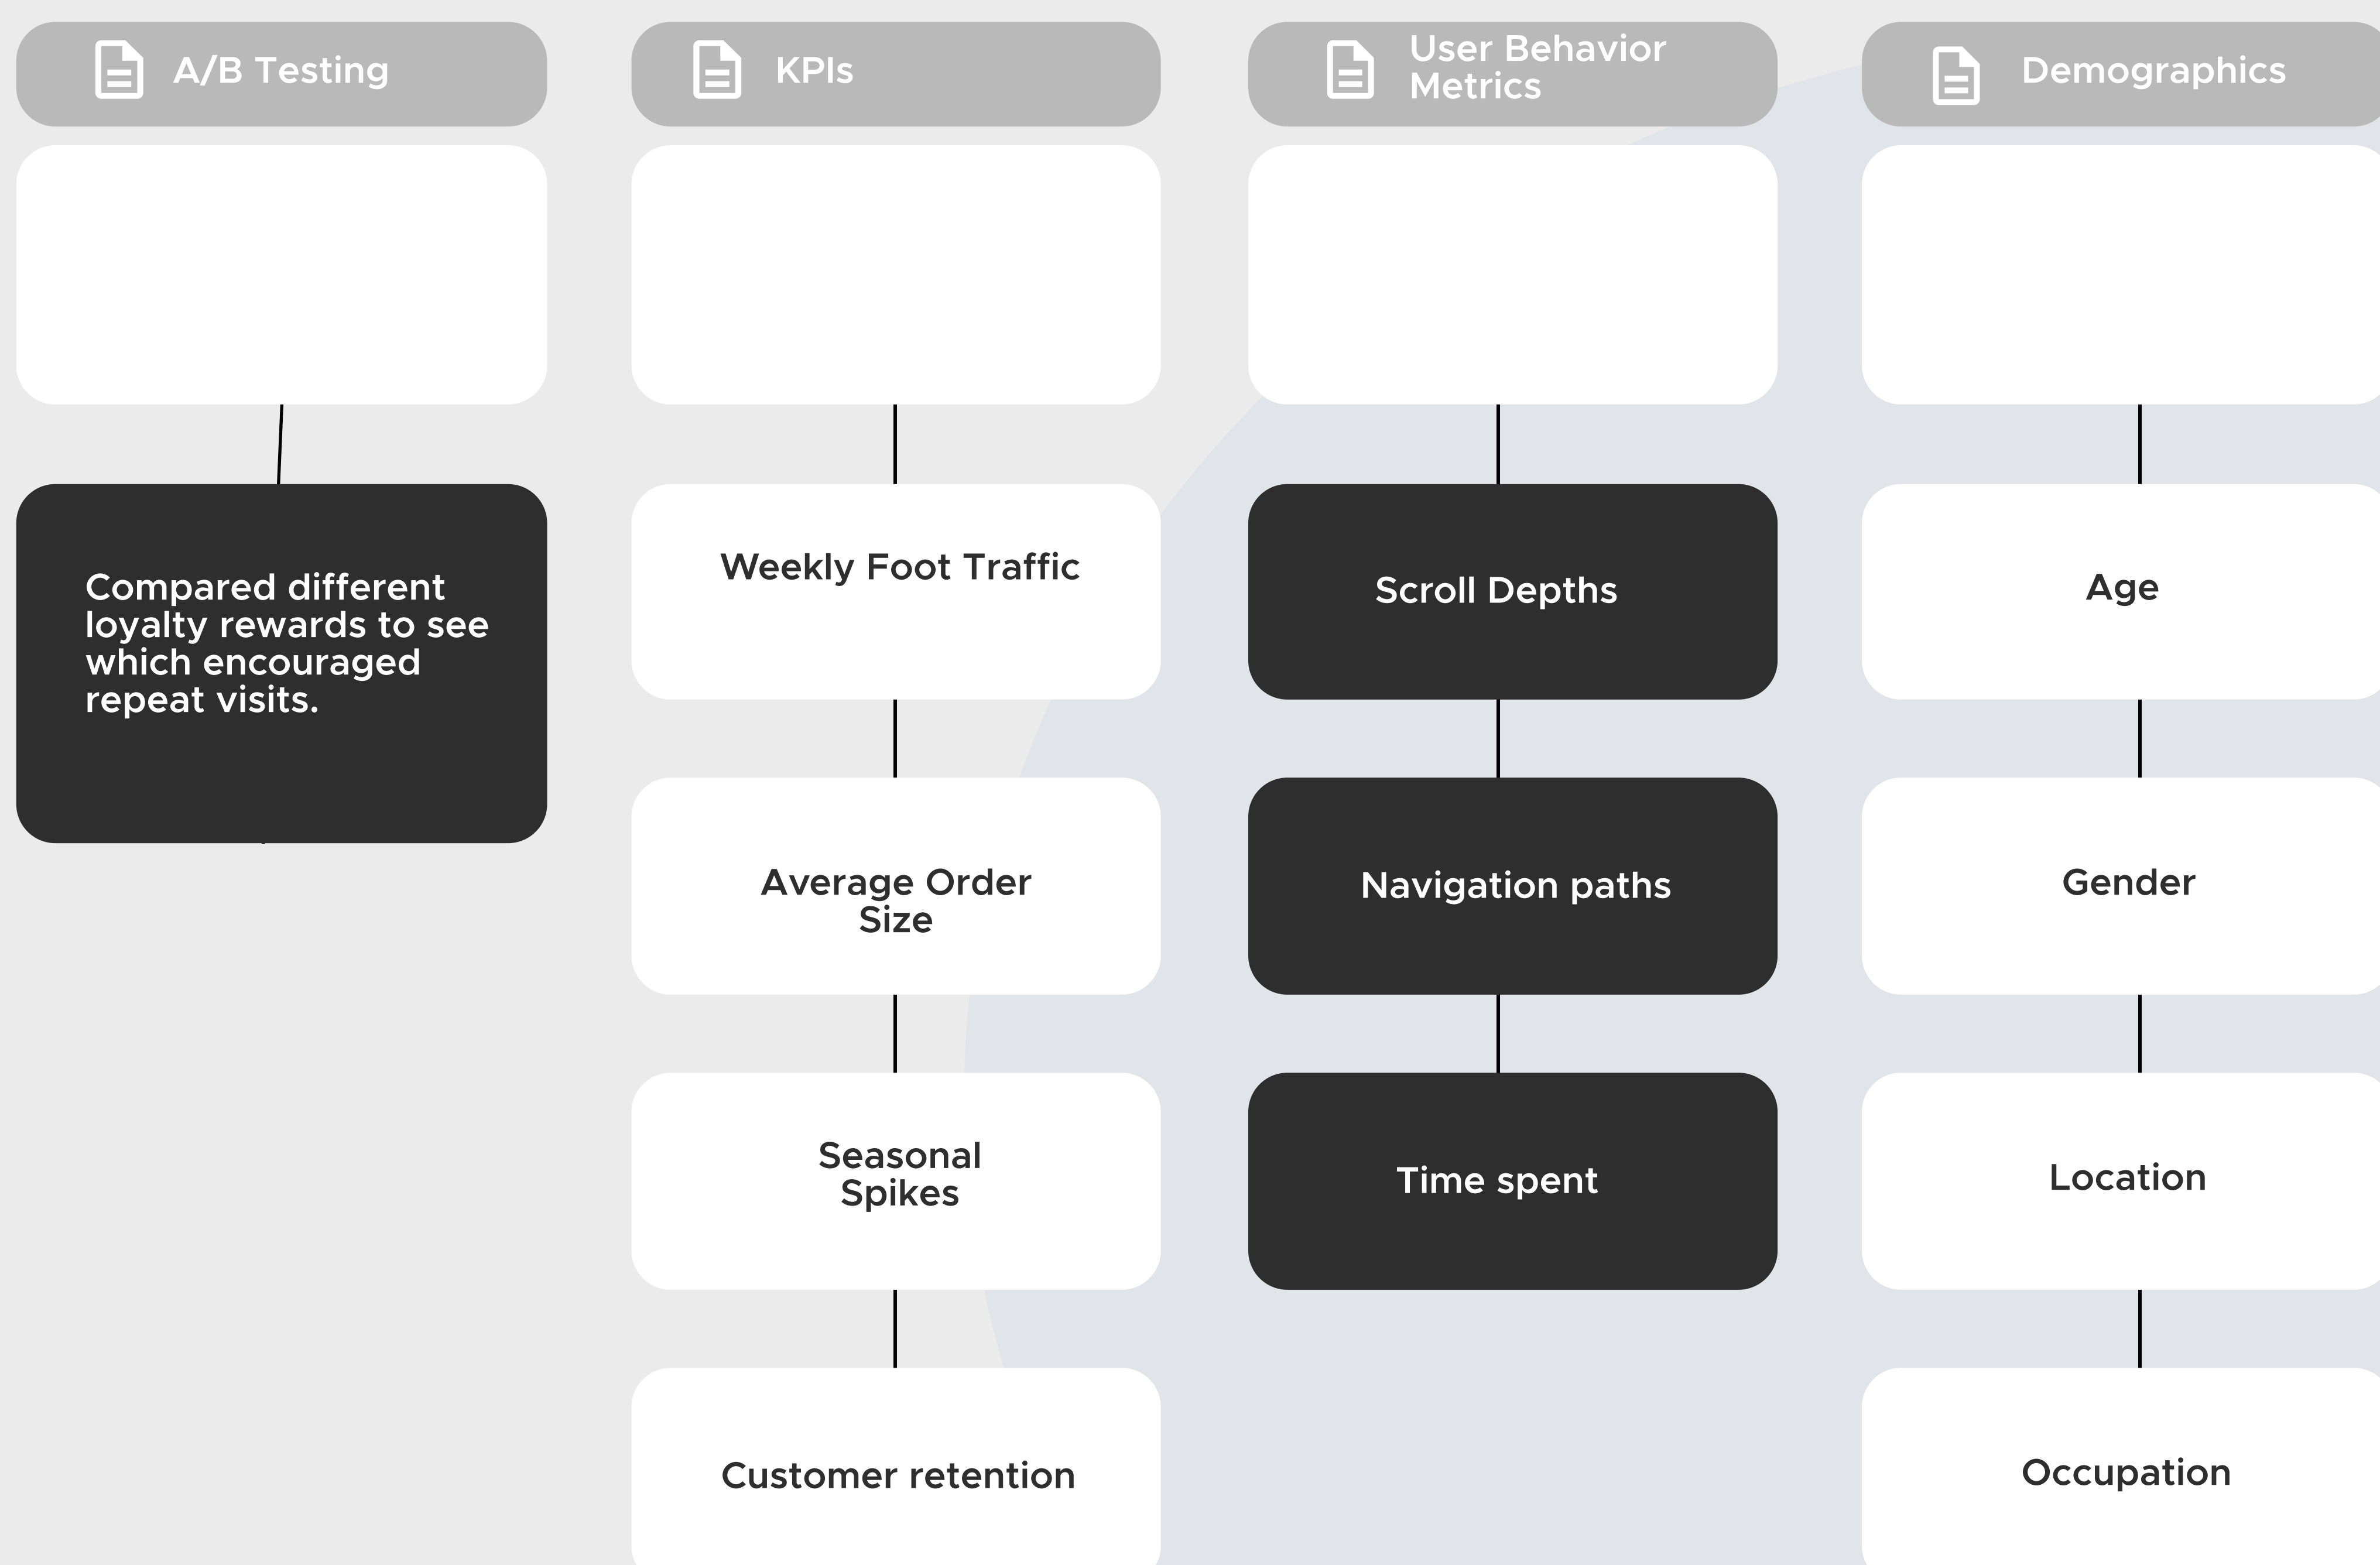 A/B Testing
KPIs
User Behavior
Metrics
Demographics
Compared different
loyalty rewards to see
which encouraged
repeat visits.
Weekly Foot Traffic
Average Order
Size
Seasonal
Spikes
Customer retention
Scroll Depths
Navigation paths
Time spent
Age
Gender
Location
Occupation